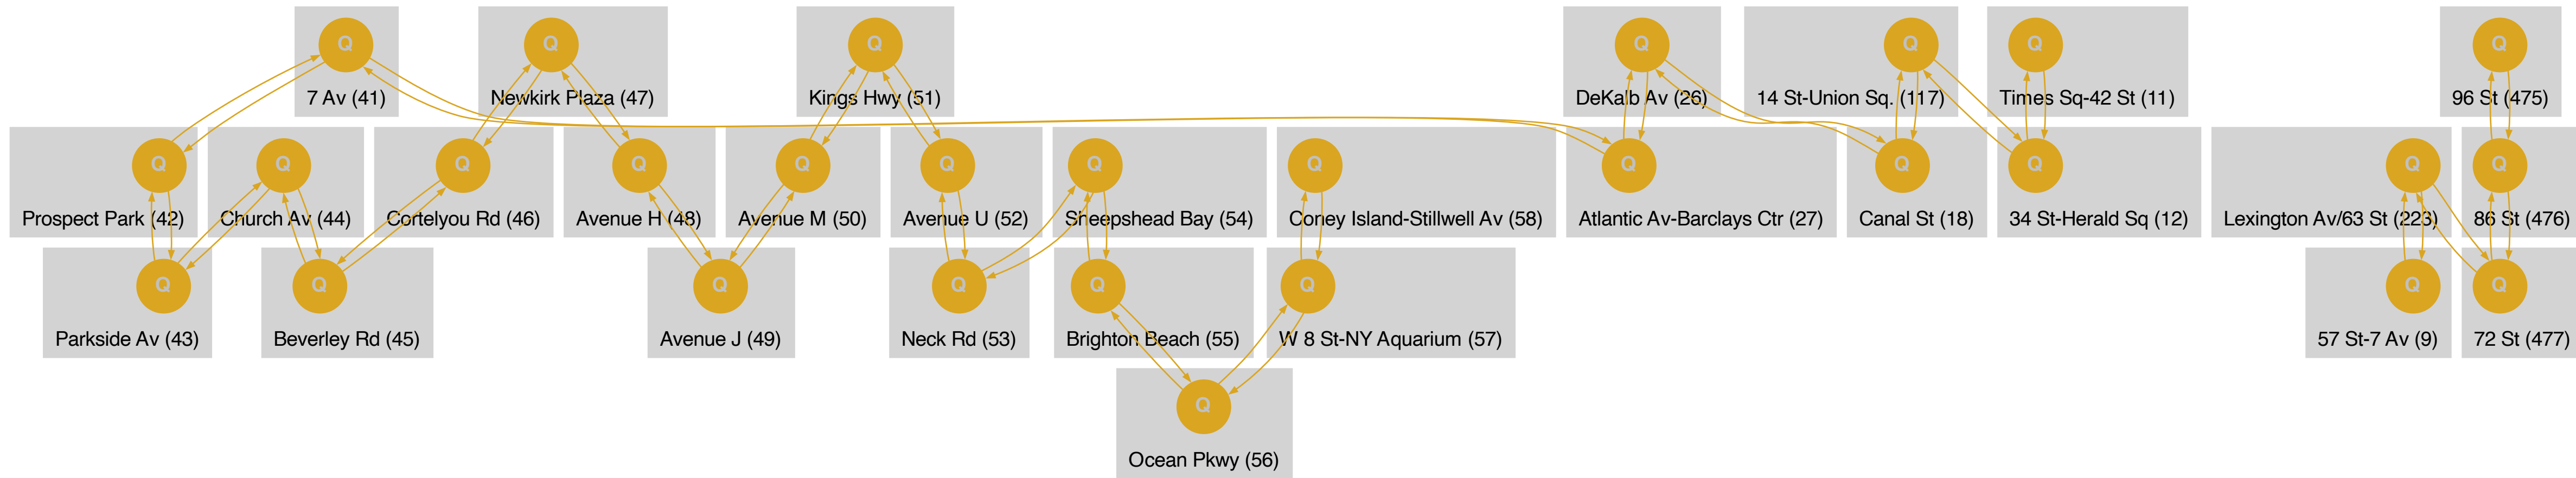 Q
7 Av (41)
Q
Newkirk Plaza (47)
Q
Kings Hwy (51)
Q
DeKalb Av (26)
Q
14 St-Union Sq. (117)
Q
Times Sq-42 St (11)
Q
96 St (475)
Q
Prospect Park (42)
Q
Church Av (44)
Q
Cortelyou Rd (46)
Q
Avenue H (48)
Q
Avenue M (50)
Q
Avenue U (52)
Q
Sheepshead Bay (54)
Q
Coney Island-Stillwell Av (58)
Q
Atlantic Av-Barclays Ctr (27)
Q
Canal St (18)
Q
34 St-Herald Sq (12)
Q
Lexington Av/63 St (223)
Q
86 St (476)
Q
Parkside Av (43)
Q
Beverley Rd (45)
Q
Avenue J (49)
Q
Neck Rd (53)
Q
Brighton Beach (55)
Q
W 8 St-NY Aquarium (57)
Q
57 St-7 Av (9)
Q
72 St (477)
Q
Ocean Pkwy (56)